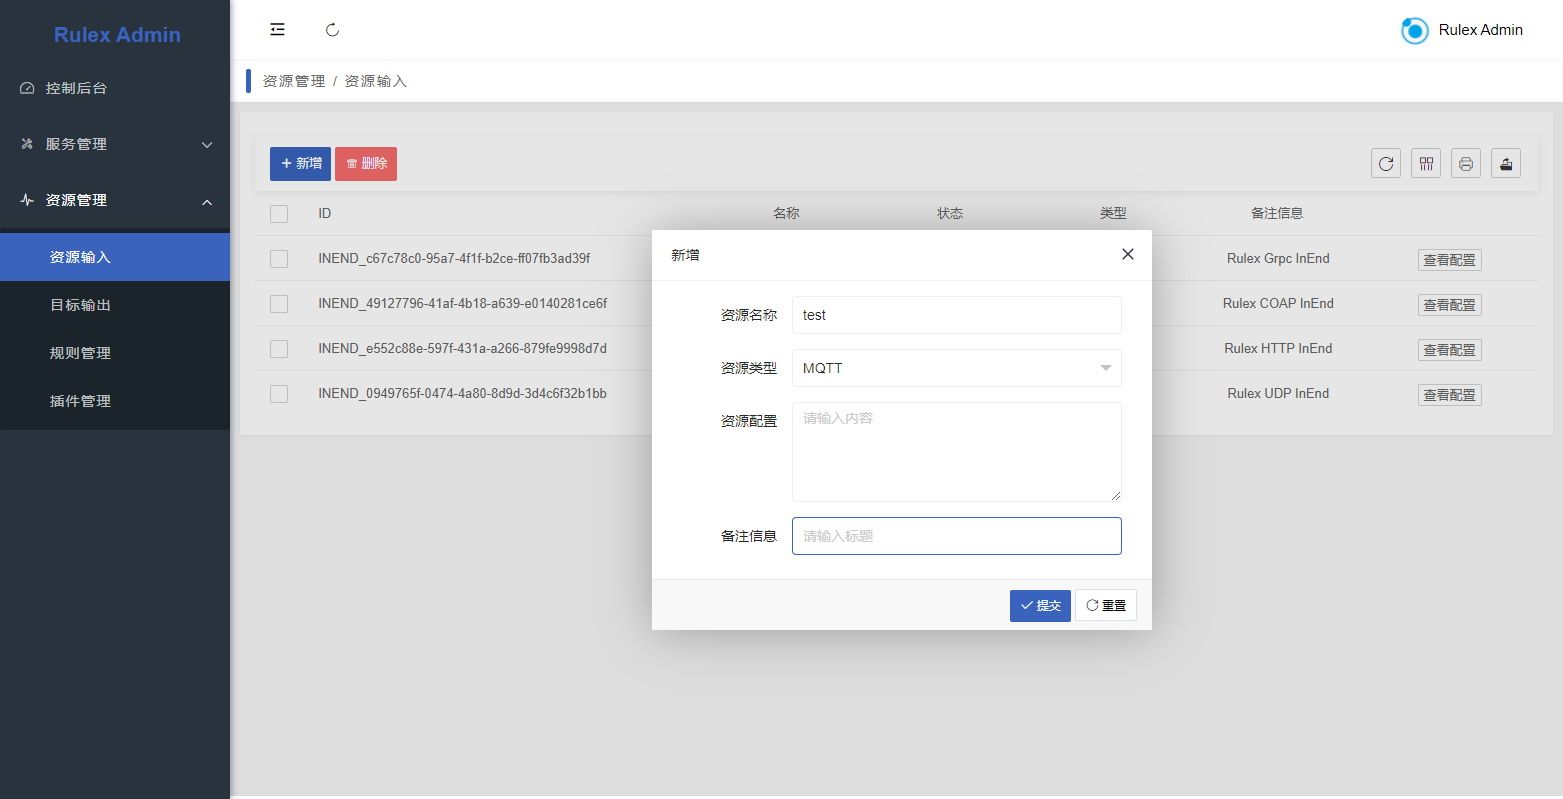 Rulex Admin
Rulex Admin
控制后台
服务管理
资源管理
资源输入
目标输出
规则管理
插件管理
资源管理 / 资源输入
新增
删除
ID 名称 状态 类型 备注信息
INEND_c67c78c0-95a7-4f1f-b2ce-ff07fb3ad39f Rulex Grpc InEnd 查看配置
INEND_49127796-41af-4b18-a639-e0140281ce6f Rulex COAP InEnd 查看配置
INEND_e552c88e-597f-431a-a266-879fe9998d7d Rulex HTTP InEnd 查看配置
INEND_0949765f-0474-4a80-8d9d-3d4c6f32b1bb Rulex UDP InEnd 查看配置
新增
资源名称 test
资源类型 MQTT
资源配置 请输入内容
备注信息 请输入标题
提交
重置